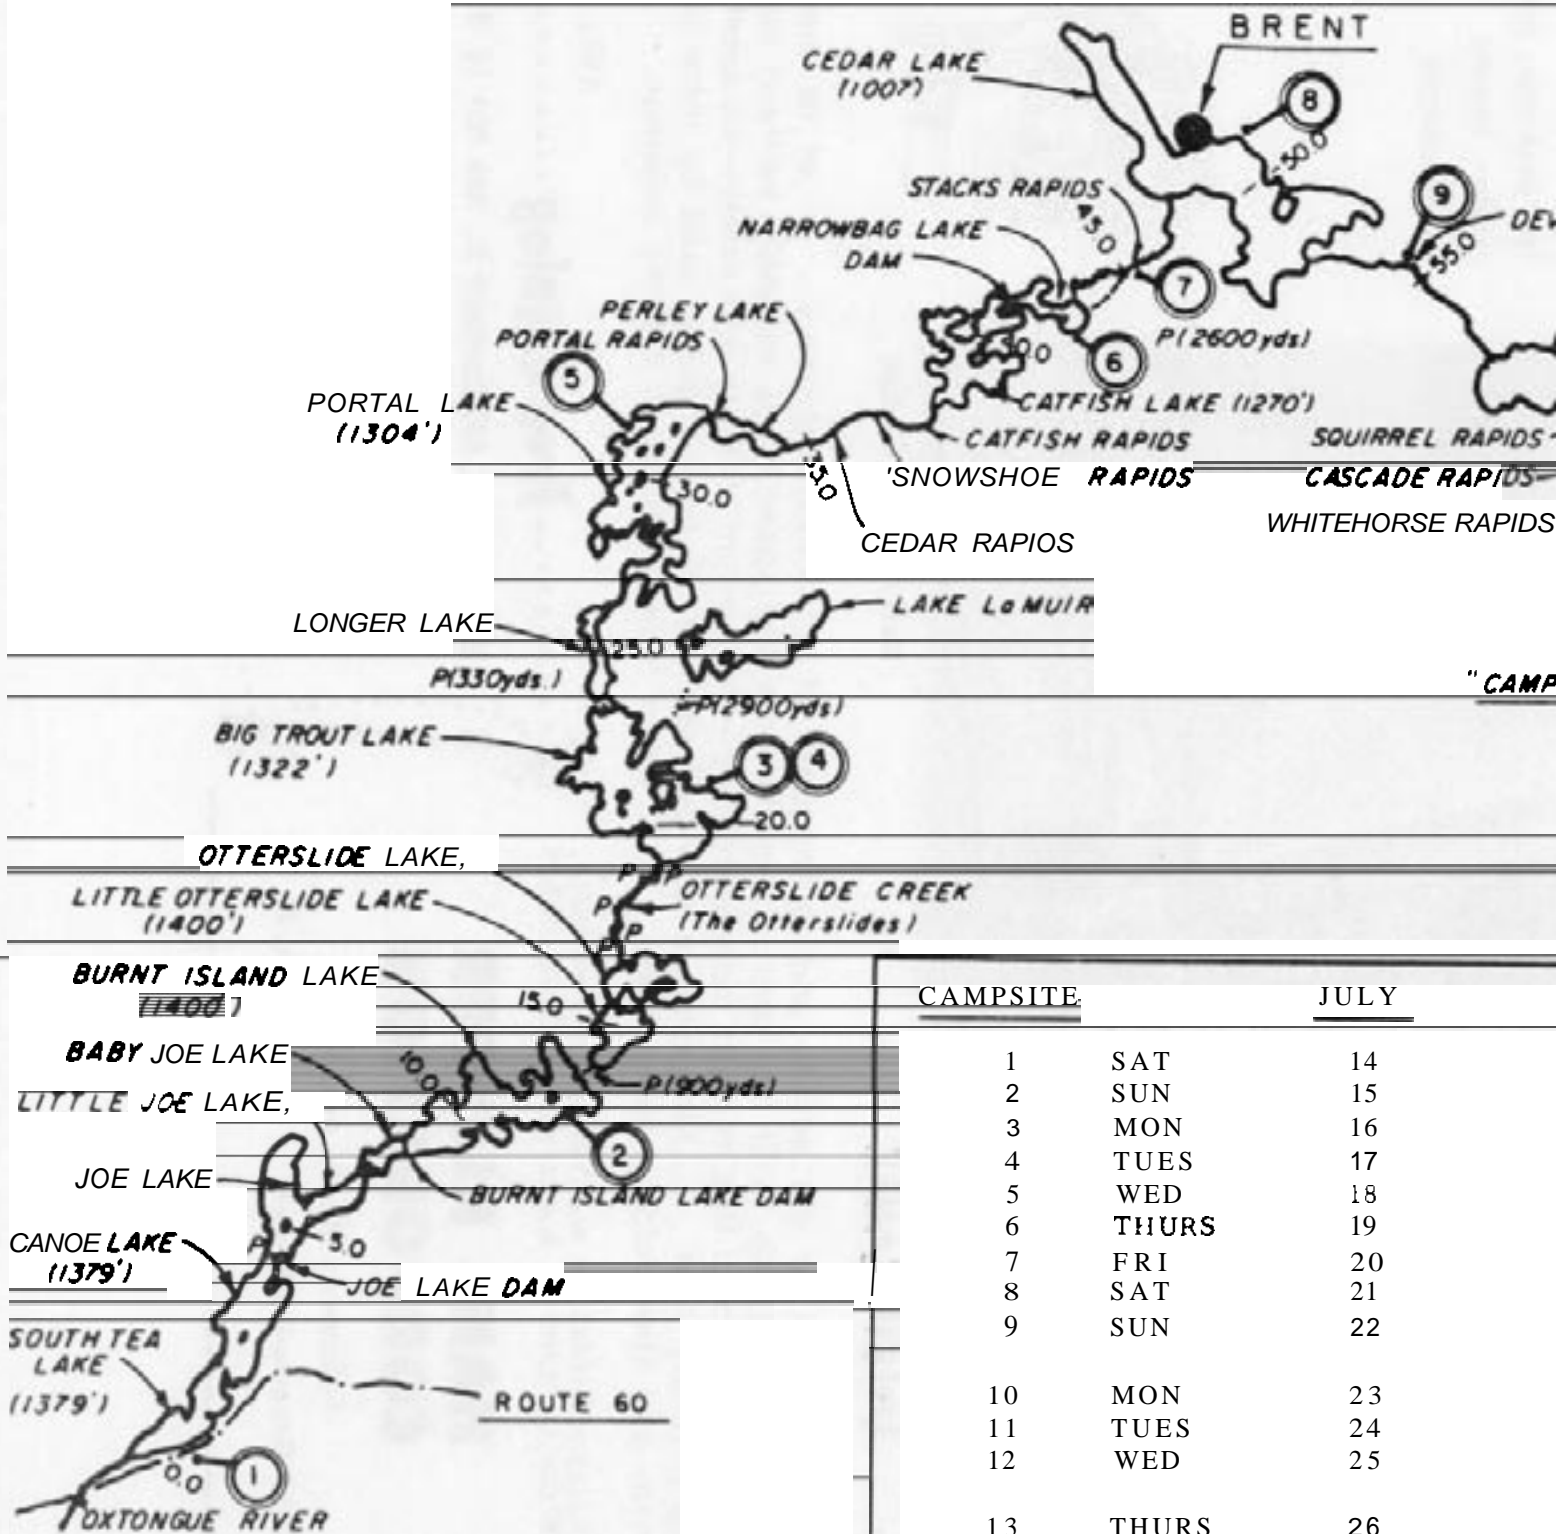 BRENT
CEDAR LAKE
(1007')
8
50.0
STACKS RAPIDS
9
45.0
NARROWBAG LAKE
DAM
DEV
55.0
7
PERLEY LAKE
PORTAL RAPIDS
P(2600 yds)
6
5
PORTAL LAKE
(1304')
CATFISH LAKE (1270')
CATFISH RAPIDS
SQUIRREL RAPIDS
'SNOWSHOE RAPIDS
CASCADE RAPIDS
30.0
35.0
WHITEHORSE RAPIDS
CEDAR RAPIOS
LAKE LaMUIR
LONGER LAKE
25.0
P(330yds.)
"CAMP
P(2900yds)
BIG TROUT LAKE
(1322')
3 4
20.0
OTTERSLIDE LAKE,
P P
LITTLE OTTERSLIDE LAKE
(1400')
OTTERSLIDE CREEK
(The Otterslides)
P
P
P
BURNT ISLAND LAKE
(1400')
15.0
BABY JOE LAKE
10.0
P(900yds)
LITTLE JOE LAKE,
2
JOE LAKE
BURNT ISLAND LAKE DAM
CANOE LAKE
(1379')
P
5.0
JOE LAKE DAM
SOUTH TEA
LAKE
(1379')
ROUTE 60
0.0
1
OXTONGUE RIVER
CAMPSITE JULY
1 SAT 14
2 SUN 15
3 MON 16
4 TUES 17
5 WED 18
6 THURS 19
7 FRI 20
8 SAT 21
9 SUN 22
10 MON 23
11 TUES 24
12 WED 25
13 THURS 26